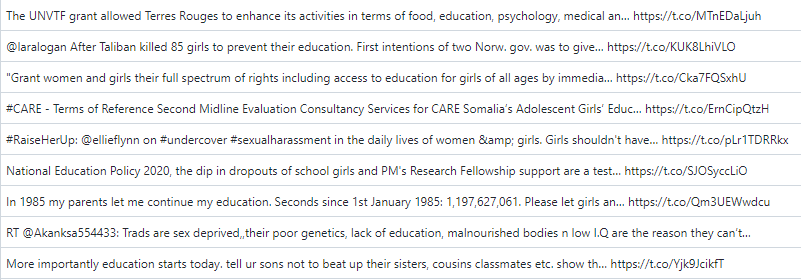 The UNVTF grant allowed Terres Rouges to enhance its activities in terms of food, education, psychology, medical an... https://t.co/MTnEDaLjuh
@laralogan After Taliban killed 85 girls to prevent their education. First intentions of two Norw. gov. was to give... https://t.co/KUK8LhiVLO
"Grant women and girls their full spectrum of rights including access to education for girls of all ages by immedia... https://t.co/Cka7FQSxhU
#CARE - Terms of Reference Second Midline Evaluation Consultancy Services for CARE Somalia's Adolescent Girls' Educ... https://t.co/ErnCipQtzH
#RaiseHerUp: @ellieflynn on #undercover #sexualharassment in the daily lives of women &amp; girls. Girls shouldn't have... https://t.co/pLr1TDRRkx
National Education Policy 2020, the dip in dropouts of school girls and PM's Research Fellowship support are a test... https://t.co/SJOSyccLiO
In 1985 my parents let me continue my education. Seconds since 1st January 1985: 1,197,627,061. Please let girls an... https://t.co/Qm3UEWwdcu
RT @Akanksa554433: Trads are sex deprived,,their poor genetics, lack of education, malnourished bodies n low I.Q are the reason they can't...
More importantly education starts today. tell ur sons not to beat up their sisters, cousins classmates etc. show th... https://t.co/Yjk9JcikfT